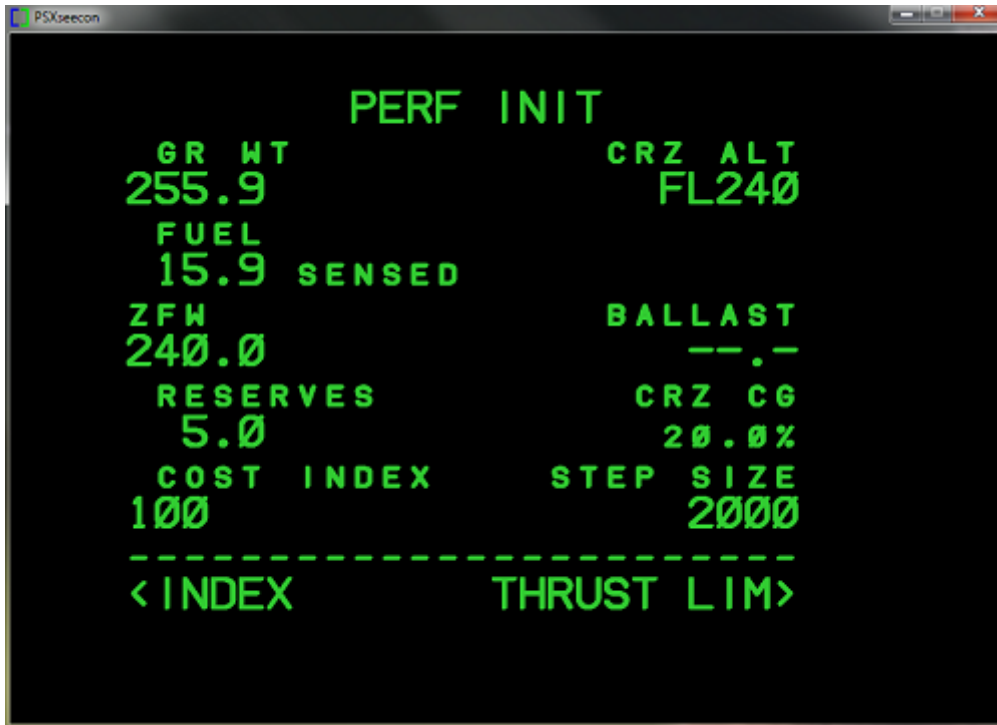 PSXseecon
PERF INIT
GR WT CRZ ALT
255.9 FL240
FUEL
15.9 SENSED
ZFW BALLAST
240.0 --.-
RESERVES CRZ CG
5.0 20.0%
COST INDEX STEP SIZE
100 2000
------------------------
<INDEX THRUST LIM>